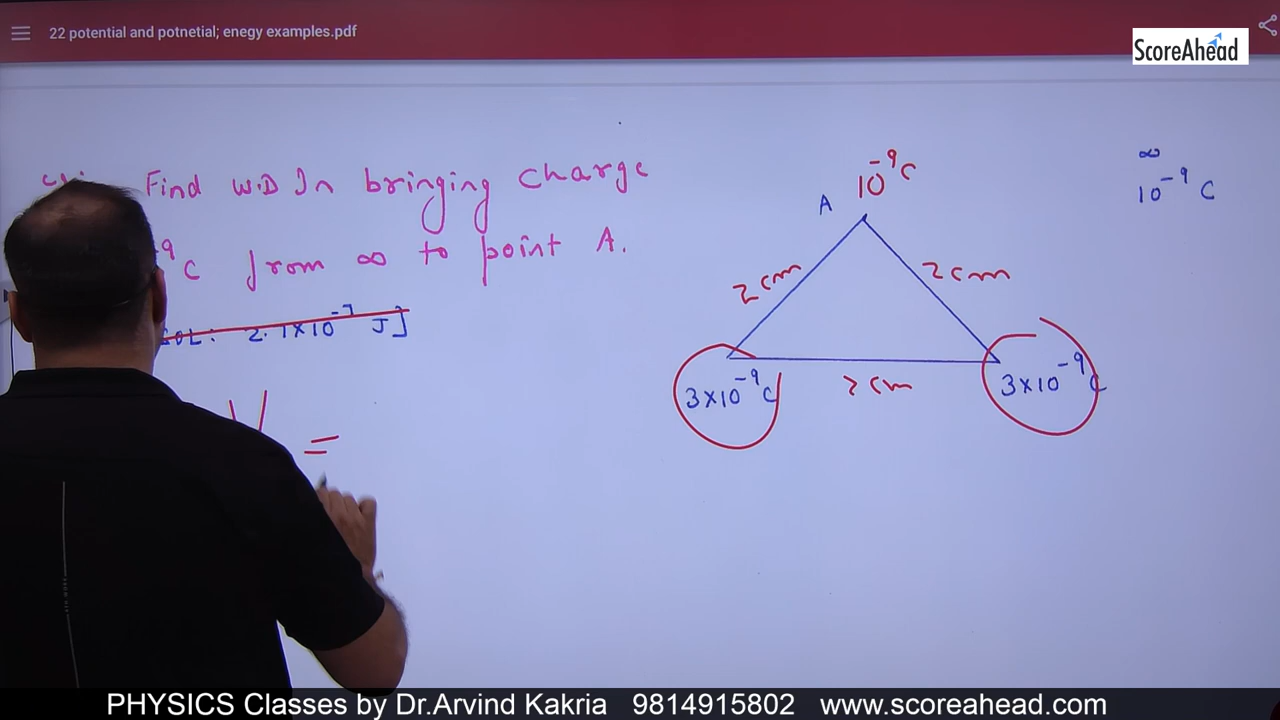 22 potential and potnetial; enegy examples.pdf
ScoreAhead
Find W.D In bringing Charge
-9 C from ∞ to point A.
SOL: 2.1×10⁻⁷ J]
V =
A 10⁻⁹C
∞
10⁻⁹ C
2cm
2cm
2cm
3×10⁻⁹C
3×10⁻⁹C
PHYSICS Classes by Dr.Arvind Kakria 9814915802 www.scoreahead.com